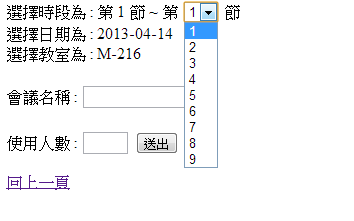 選擇時段為 : 第 1 節 ~ 第 1 節
1
2
3
4
5
6
7
8
9
選擇日期為 : 2013-04-14
選擇教室為 : M-216
會議名稱 :
使用人數 : 送出
回上一頁